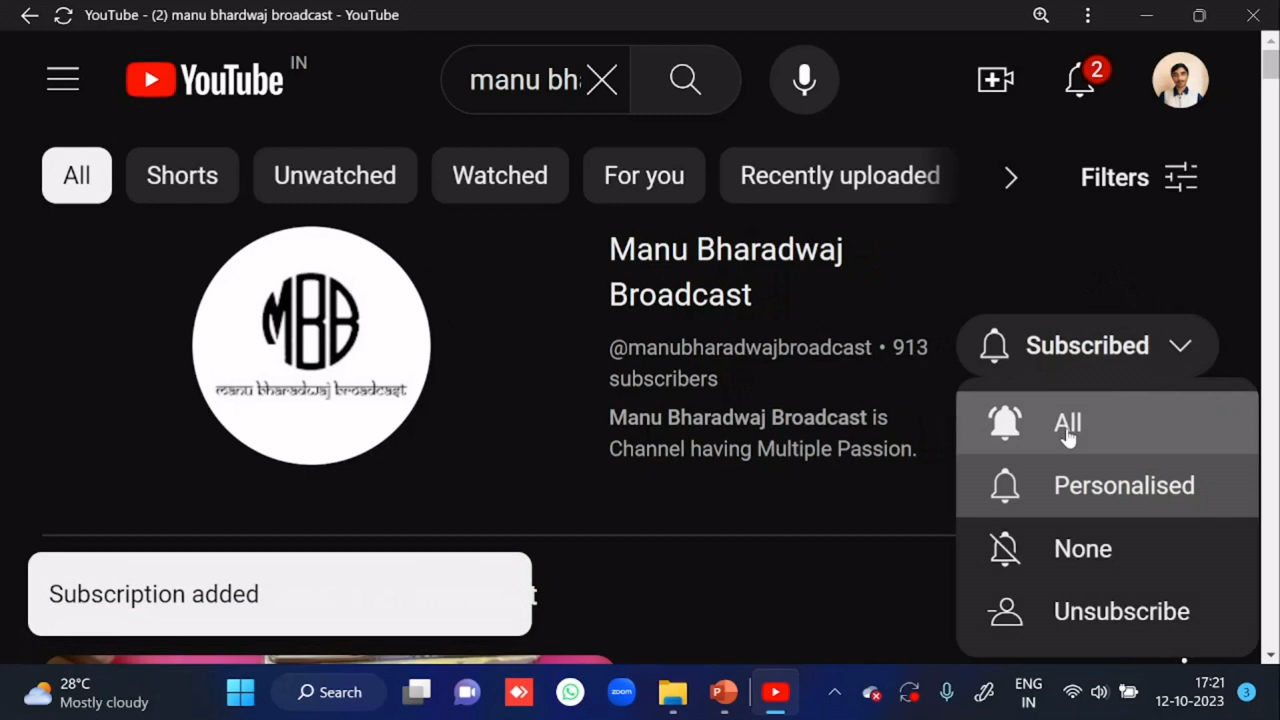 YouTube - (2) manu bhardwaj broadcast - YouTube
YouTube IN
manu bha
2
All
Shorts
Unwatched
Watched
For you
Recently uploaded
Filters
MBB
manu bharadwaj broadcast
Manu Bharadwaj
Broadcast
@manubharadwajbroadcast • 913
subscribers
Manu Bharadwaj Broadcast is
Channel having Multiple Passion.
Subscribed
All
Personalised
None
Unsubscribe
Subscription added
28°C
Mostly cloudy
Search
zoom
ENG
IN
17:21
12-10-2023
3